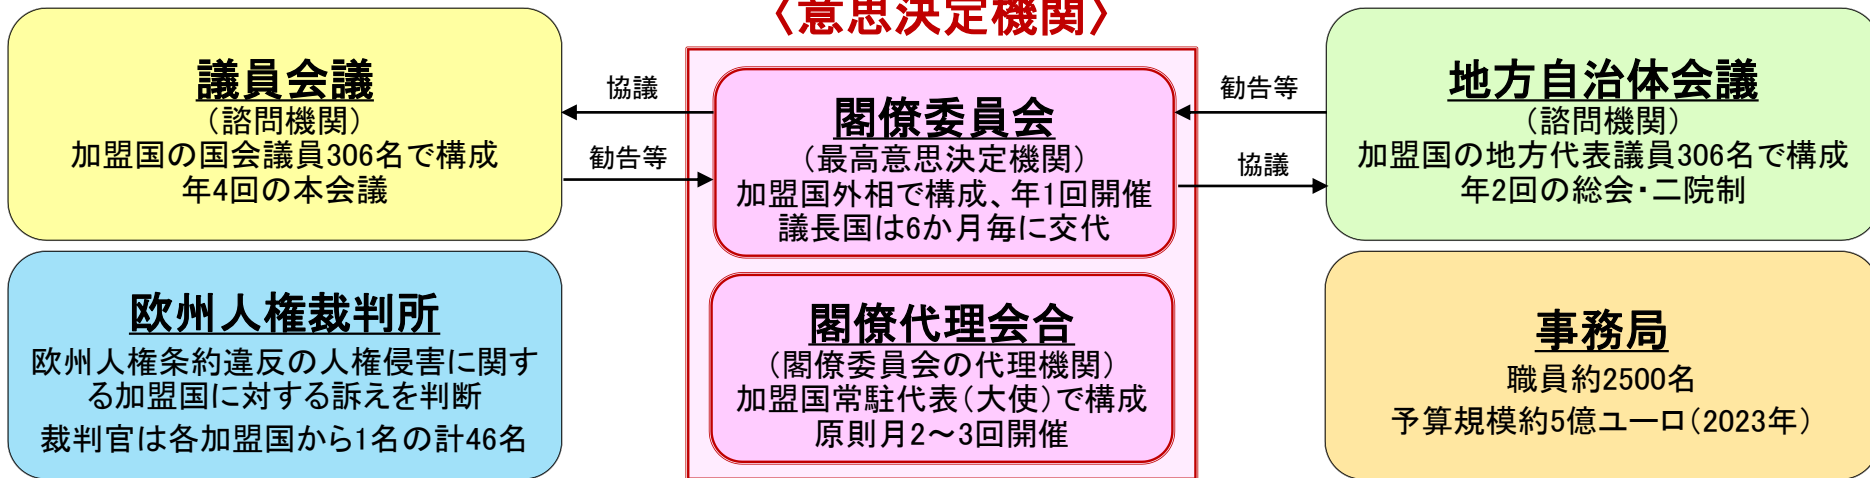 〈意思決定機関〉
議員会議
(諮問機関)
加盟国の国会議員306名で構成
年4回の本会議
協議
勧告等
閣僚委員会
(最高意思決定機関)
加盟国外相で構成、年1回開催
議長国は6か月毎に交代
勧告等
協議
地方自治体会議
(諮問機関)
加盟国の地方代表議員306名で構成
年2回の総会・二院制
欧州人権裁判所
欧州人権条約違反の人権侵害に関す
る加盟国に対する訴えを判断
裁判官は各加盟国から1名の計46名
閣僚代理会合
(閣僚委員会の代理機関)
加盟国常駐代表(大使)で構成
原則月2~3回開催
事務局
職員約2500名
予算規模約5億ユーロ(2023年)